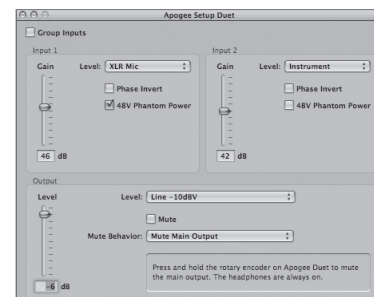 Apogee Setup Duet
Group Inputs
Input 1
Gain
Level: XLR Mic
Phase Invert
48V Phantom Power
46 dB
Input 2
Gain
Level: Instrument
Phase Invert
48V Phantom Power
42 dB
Output
Level
Level: Line -10dBV
Mute
Mute Behavior: Mute Main Output
Press and hold the rotary encoder on Apogee Duet to mute
the main output. The headphones are always on.
-6 dB